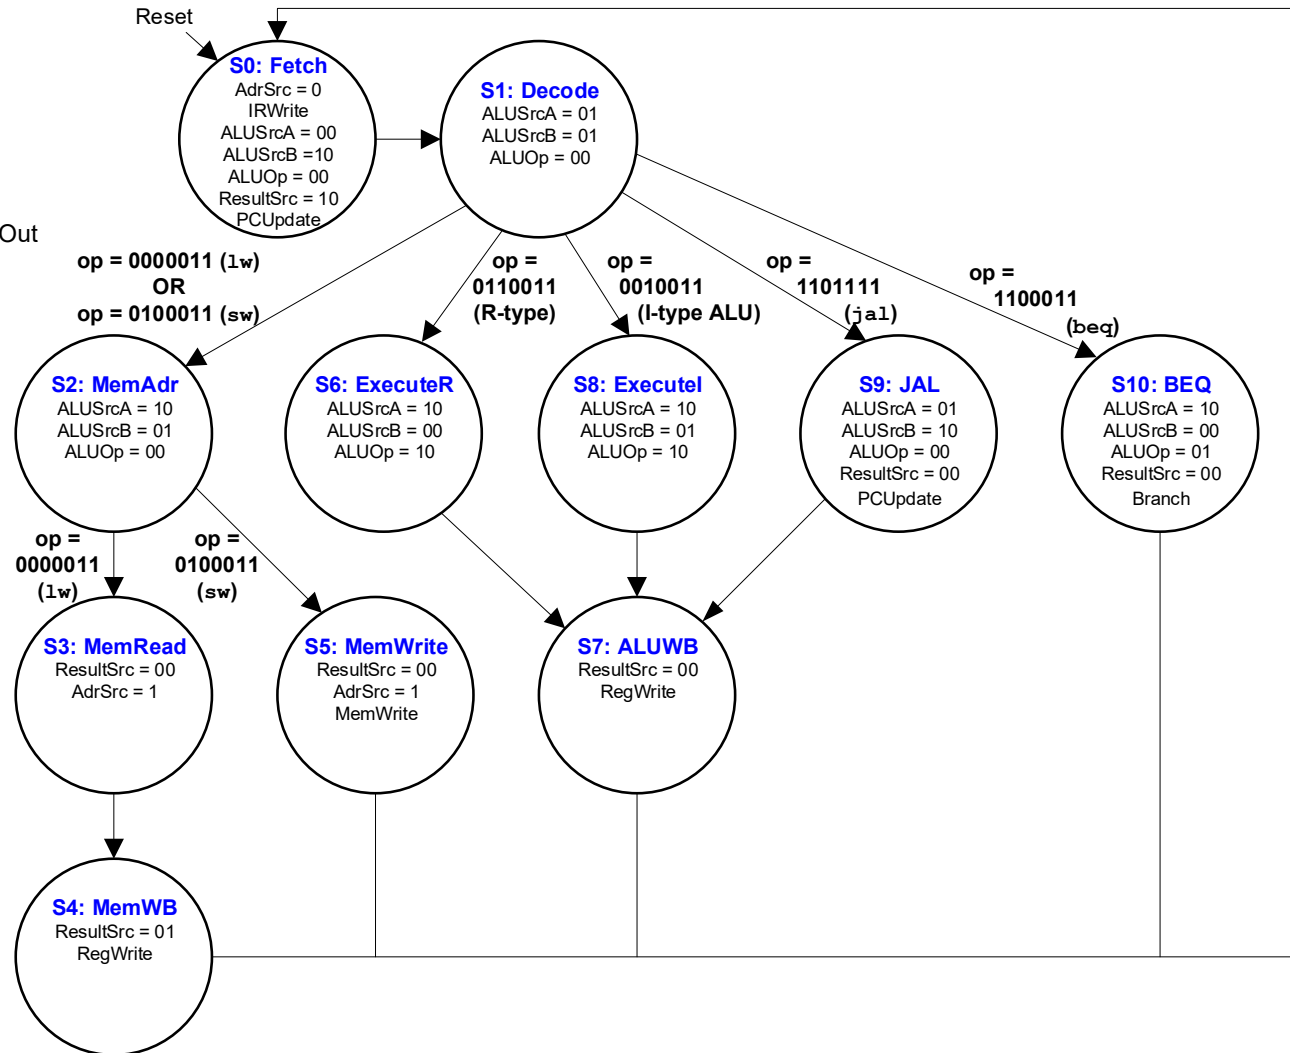 Reset
S0: Fetch
AdrSrc = 0
IRWrite
ALUSrcA = 00
ALUSrcB =10
ALUOp = 00
ResultSrc = 10
PCUpdate
S1: Decode
ALUSrcA = 01
ALUSrcB = 01
ALUOp = 00
Out
op = 0000011 (lw)
OR
op = 0100011 (sw)
op =
0110011
(R-type)
op =
0010011
(I-type ALU)
op =
1101111
(jal)
op =
1100011
(beq)
S2: MemAdr
ALUSrcA = 10
ALUSrcB = 01
ALUOp = 00
S6: ExecuteR
ALUSrcA = 10
ALUSrcB = 00
ALUOp = 10
S8: ExecuteI
ALUSrcA = 10
ALUSrcB = 01
ALUOp = 10
S9: JAL
ALUSrcA = 01
ALUSrcB = 10
ALUOp = 00
ResultSrc = 00
PCUpdate
S10: BEQ
ALUSrcA = 10
ALUSrcB = 00
ALUOp = 01
ResultSrc = 00
Branch
op =
0000011
(lw)
op =
0100011
(sw)
S3: MemRead
ResultSrc = 00
AdrSrc = 1
S5: MemWrite
ResultSrc = 00
AdrSrc = 1
MemWrite
S7: ALUWB
ResultSrc = 00
RegWrite
S4: MemWB
ResultSrc = 01
RegWrite